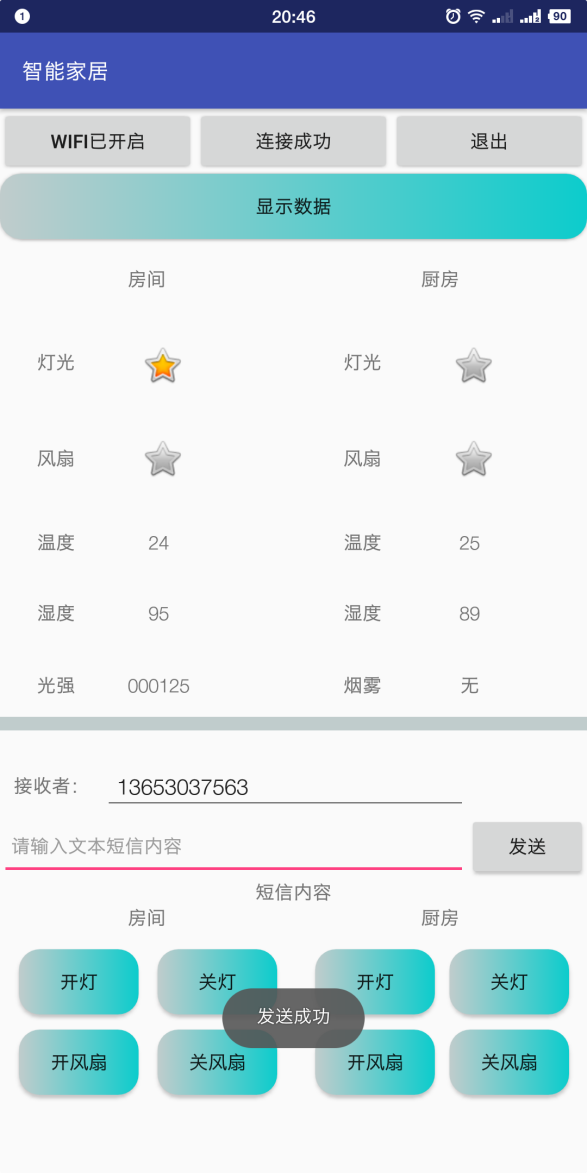 1 20:46 90
智能家居
WIFI已开启 连接成功 退出
显示数据
房间 厨房
灯光 灯光
风扇 风扇
温度 24 温度 25
湿度 95 湿度 89
光强 000125 烟雾 无
接收者: 13653037563
请输入文本短信内容 发送
短信内容
房间 厨房
开灯 关灯 开灯 关灯
发送成功
开风扇 关风扇 开风扇 关风扇